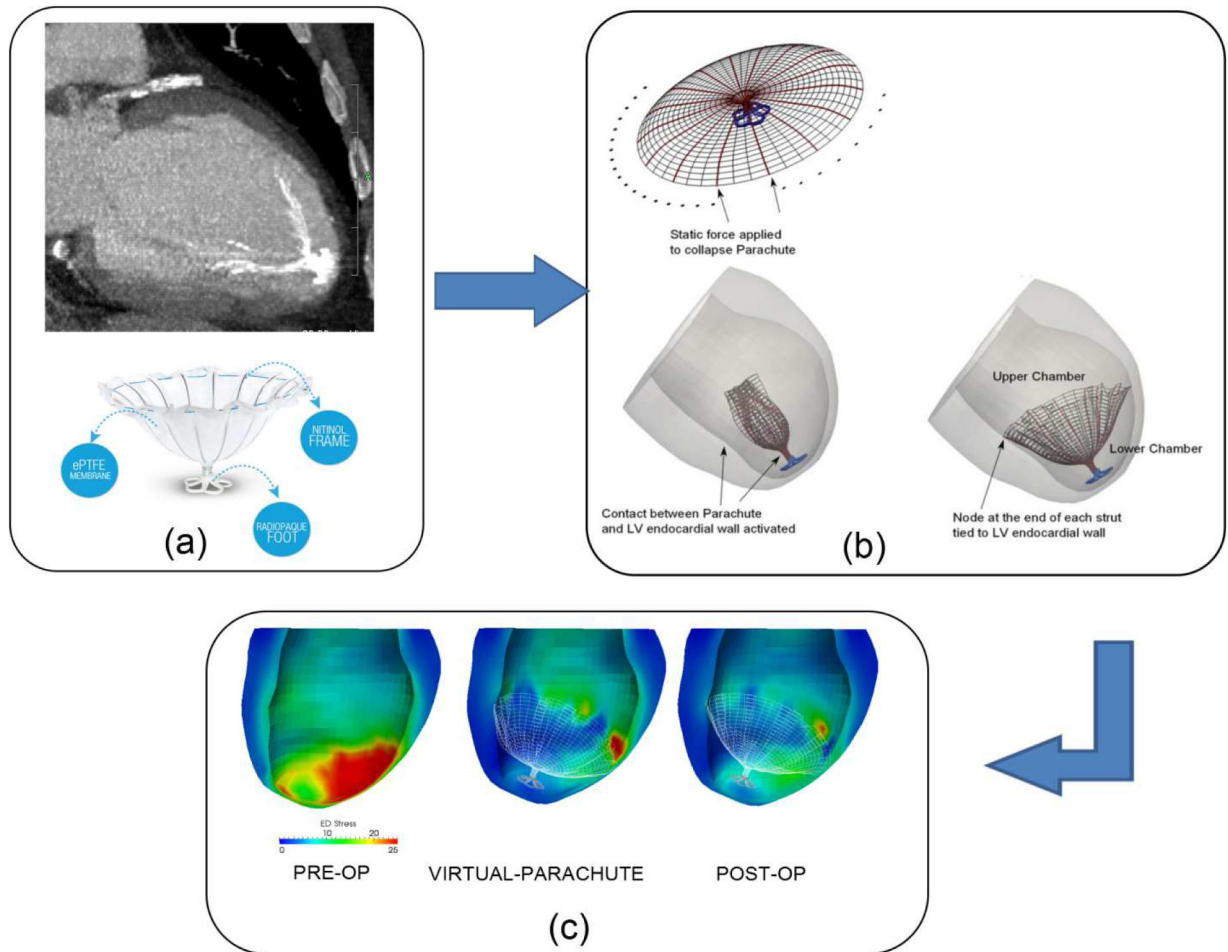 NITINOL
FRAME
ePTFE
MEMBRANE
RADIOPAQUE
FOOT
(a)
Static force applied
to collapse Parachute
Upper Chamber
Lower Chamber
Contact between Parachute
and LV endocardial wall activated
Node at the end of each strut
tied to LV endocardial wall
(b)
ED Stress
0 10 20 25
PRE-OP
VIRTUAL-PARACHUTE
POST-OP
(c)